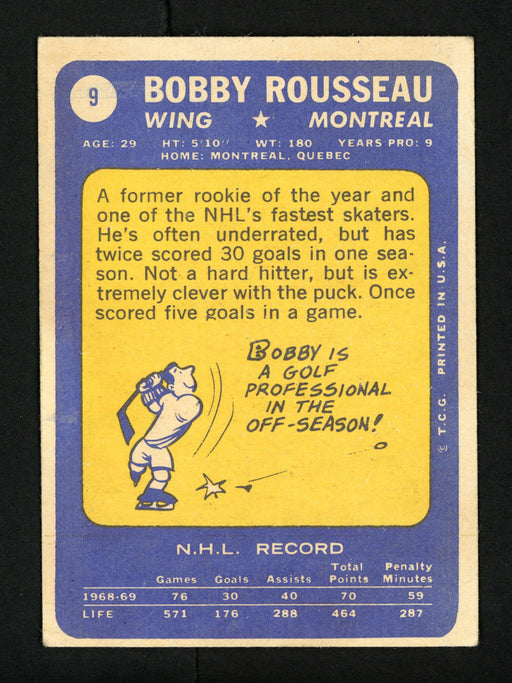 9
BOBBY ROUSSEAU
WING ★ MONTREAL
AGE: 29 HT: 5'10" WT: 180 YEARS PRO: 9
HOME: MONTREAL, QUEBEC
A former rookie of the year and
one of the NHL's fastest skaters.
He's often underrated, but has
twice scored 30 goals in one sea-
son. Not a hard hitter, but is ex-
tremely clever with the puck. Once
scored five goals in a game.
BOBBY IS
A GOLF
PROFESSIONAL
IN THE
OFF-SEASON!
© T.C.G. PRINTED IN U.S.A.
N.H.L. RECORD
Games Goals Assists Total Points Penalty Minutes
1968-69 76 30 40 70 59
LIFE 571 176 288 464 287